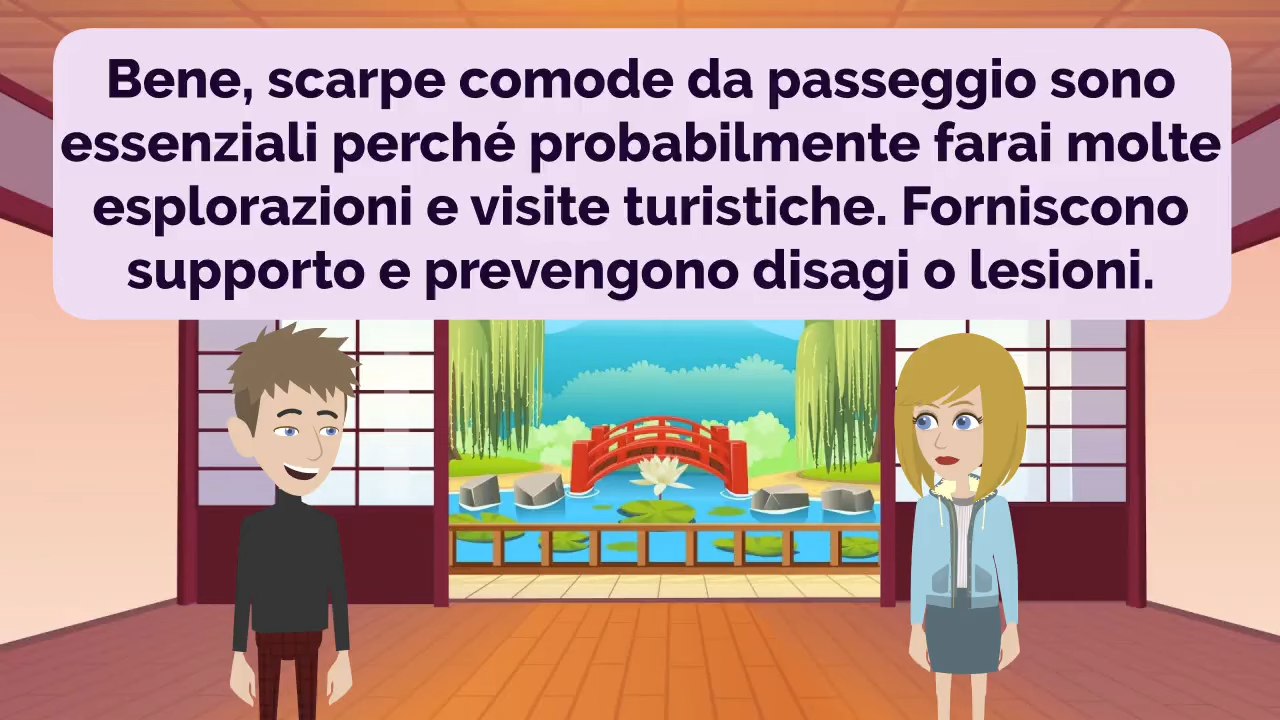 Bene, scarpe comode da passeggio sono
essenziali perché probabilmente farai molte
esplorazioni e visite turistiche. Forniscono
supporto e prevengono disagi o lesioni.